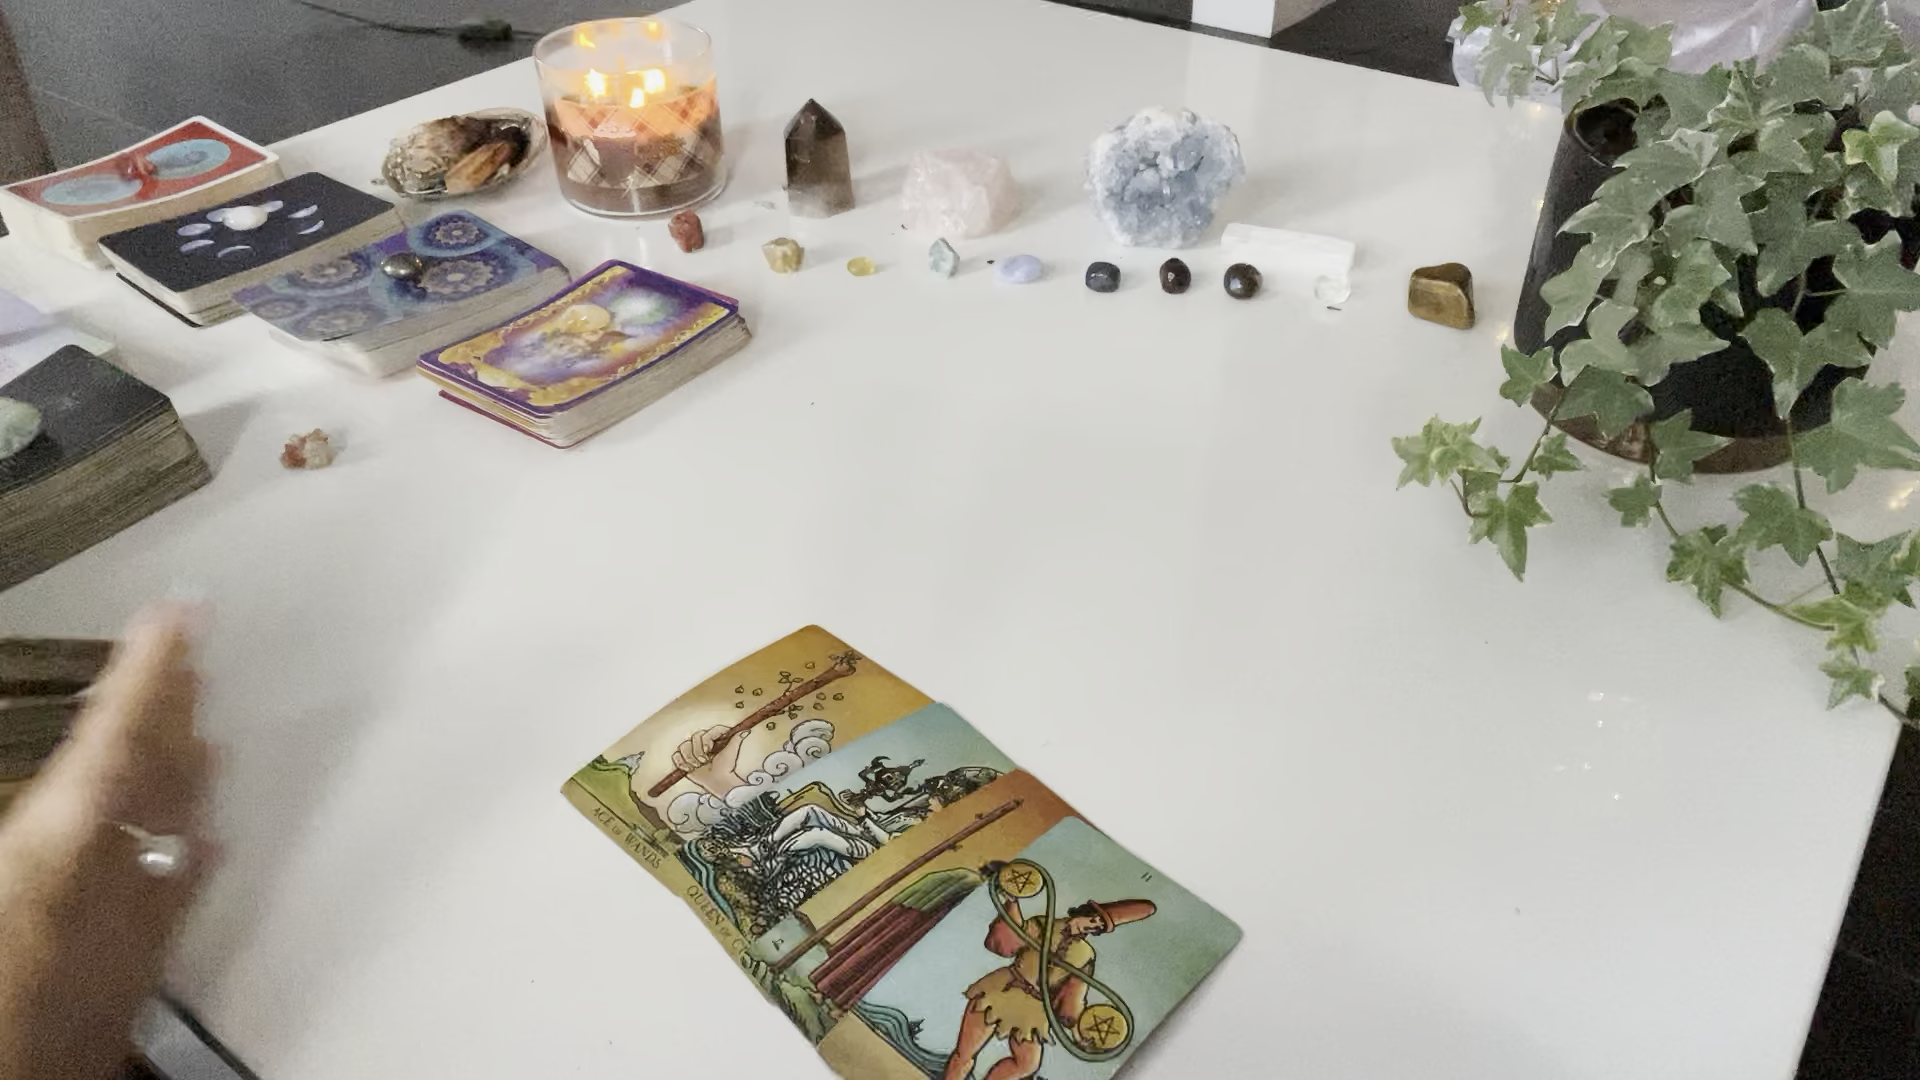 ACE OF WANDS
QUEEN OF
II